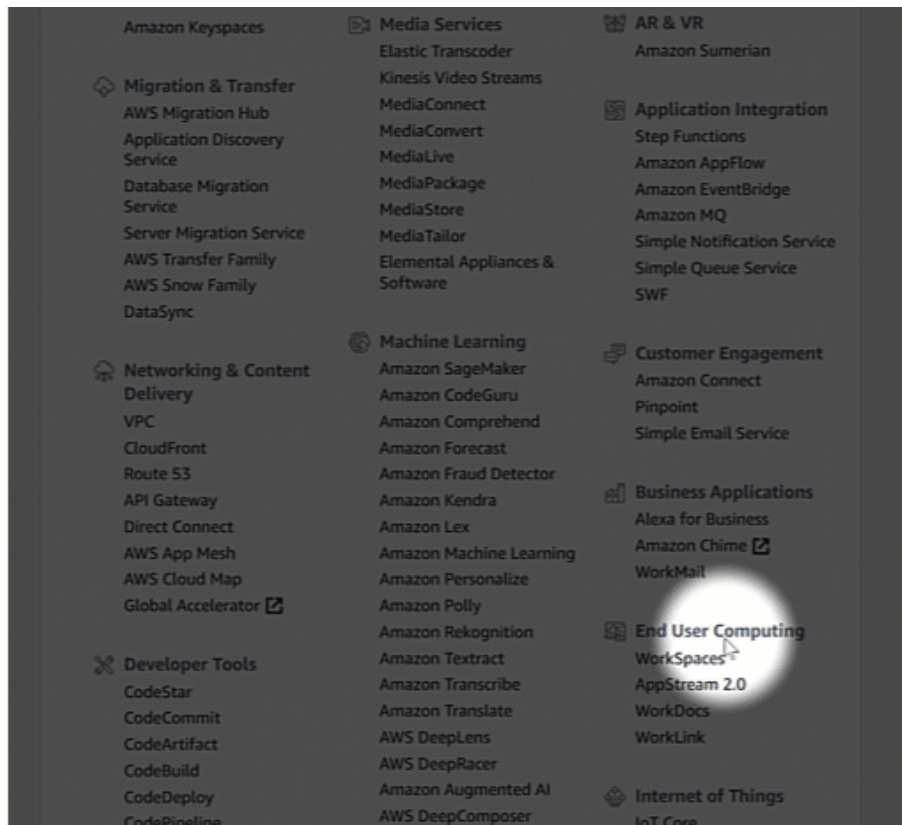 Amazon Keyspaces
Migration & Transfer
AWS Migration Hub
Application Discovery
Service
Database Migration
Service
Server Migration Service
AWS Transfer Family
AWS Snow Family
DataSync
Networking & Content
Delivery
VPC
CloudFront
Route 53
API Gateway
Direct Connect
AWS App Mesh
AWS Cloud Map
Global Accelerator
Developer Tools
CodeStar
CodeCommit
CodeArtifact
CodeBuild
CodeDeploy
CodePipeline
Media Services
Elastic Transcoder
Kinesis Video Streams
MediaConnect
MediaConvert
MediaLive
MediaPackage
MediaStore
MediaTailor
Elemental Appliances &
Software
Machine Learning
Amazon SageMaker
Amazon CodeGuru
Amazon Comprehend
Amazon Forecast
Amazon Fraud Detector
Amazon Kendra
Amazon Lex
Amazon Machine Learning
Amazon Personalize
Amazon Polly
Amazon Rekognition
Amazon Textract
Amazon Transcribe
Amazon Translate
AWS DeepLens
AWS DeepRacer
Amazon Augmented AI
AWS DeepComposer
AR & VR
Amazon Sumerian
Application Integration
Step Functions
Amazon AppFlow
Amazon EventBridge
Amazon MQ
Simple Notification Service
Simple Queue Service
SWF
Customer Engagement
Amazon Connect
Pinpoint
Simple Email Service
Business Applications
Alexa for Business
Amazon Chime
WorkMail
End User Computing
WorkSpaces
AppStream 2.0
WorkDocs
WorkLink
Internet of Things
IoT Core